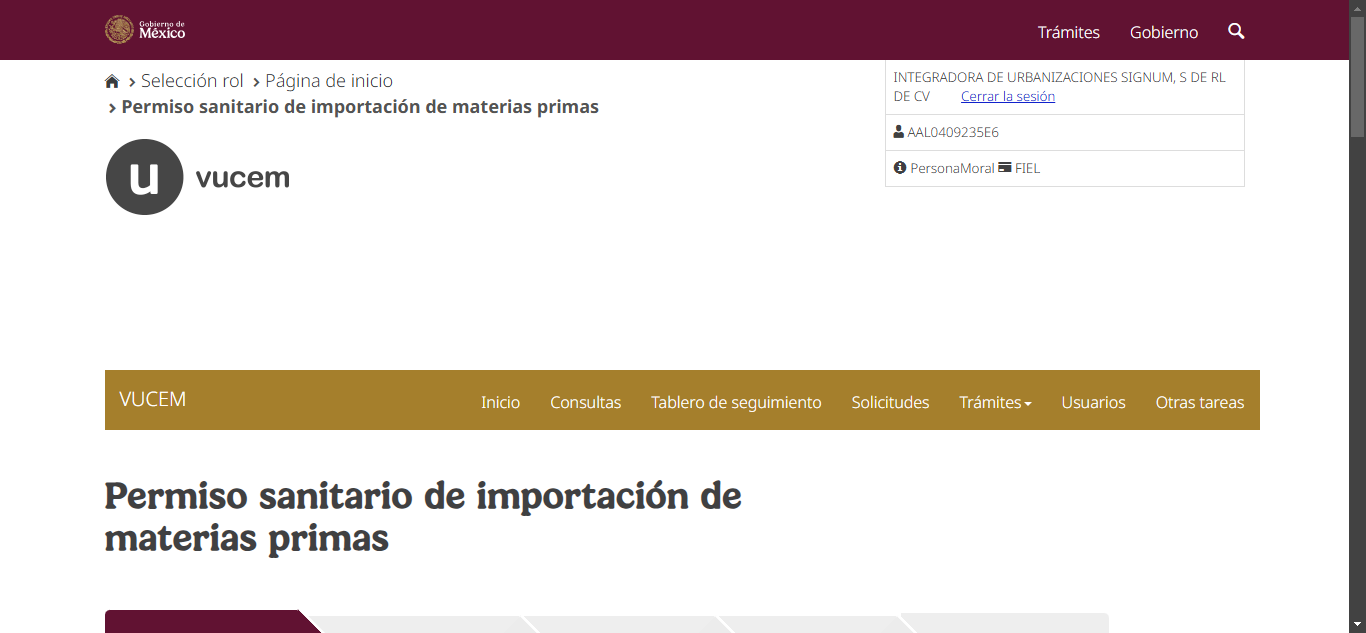 Gobierno de
México
Trámites
Gobierno
Selección rol
Página de inicio
Permiso sanitario de importación de materias primas
INTEGRADORA DE URBANIZACIONES SIGNUM, S DE RL
DE CV Cerrar la sesión
AAL0409235E6
PersonaMoral FIEL
u vucem
VUCEM
Inicio
Consultas
Tablero de seguimiento
Solicitudes
Trámites
Usuarios
Otras tareas
Permiso sanitario de importación de
materias primas